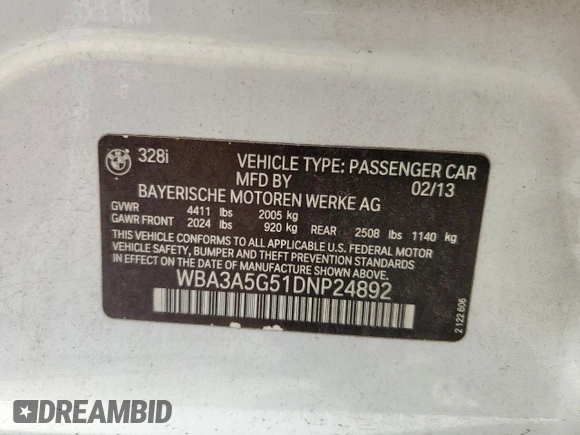 328i
VEHICLE TYPE: PASSENGER CAR
MFD BY 02/13
BAYERISCHE MOTOREN WERKE AG
GVWR 4411 lbs 2005 kg
GAWR FRONT 2024 lbs 920 kg REAR 2508 lbs 1140 kg
THIS VEHICLE CONFORMS TO ALL APPLICABLE U.S. FEDERAL MOTOR
VEHICLE SAFETY, BUMPER, AND THEFT PREVENTION STANDARDS
IN EFFECT ON THE DATE OF MANUFACTURE SHOWN ABOVE.
WBA3A5G51DNP24892
2 122 606
DREAMBID